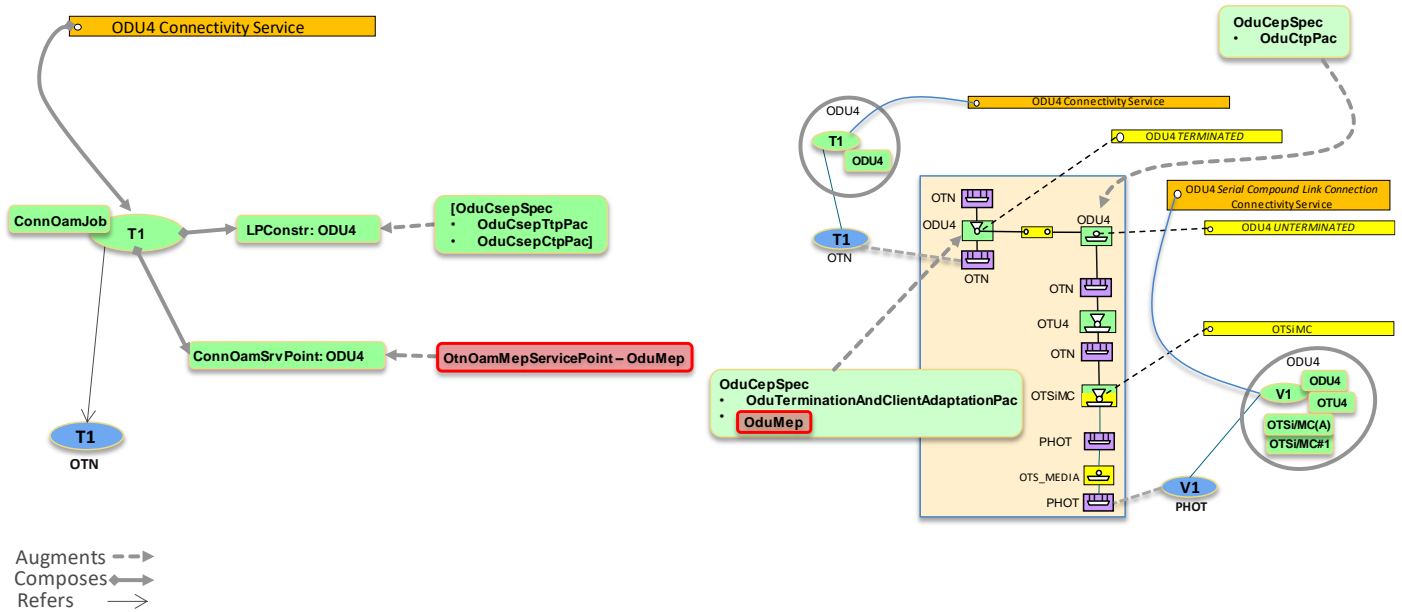 ODU4 Connectivity Service
ConnOamJob
T1
LPConstr: ODU4
[OduCsepSpec
• OduCsepTtpPac
• OduCsepCtpPac]
ConnOamSrvPoint: ODU4
OtnOamMepServicePoint – OduMep
T1
OTN
Augments
Composes
Refers
OduCepSpec
• OduCtpPac
ODU4 Connectivity Service
ODU4
T1
ODU4
ODU4 TERMINATED
ODU4 Serial Compound Link Connection
Connectivity Service
ODU4 UNTERMINATED
OTN
ODU4
ODU4
T1
OTN
OTN
OTN
OTU4
OTN
OTSiMC
OTSiMC
PHOT
OTS_MEDIA
PHOT
OduCepSpec
• OduTerminationAndClientAdaptationPac
• OduMep
ODU4
V1
ODU4
OTU4
OTSi/MC(A)
OTSi/MC#1
V1
PHOT